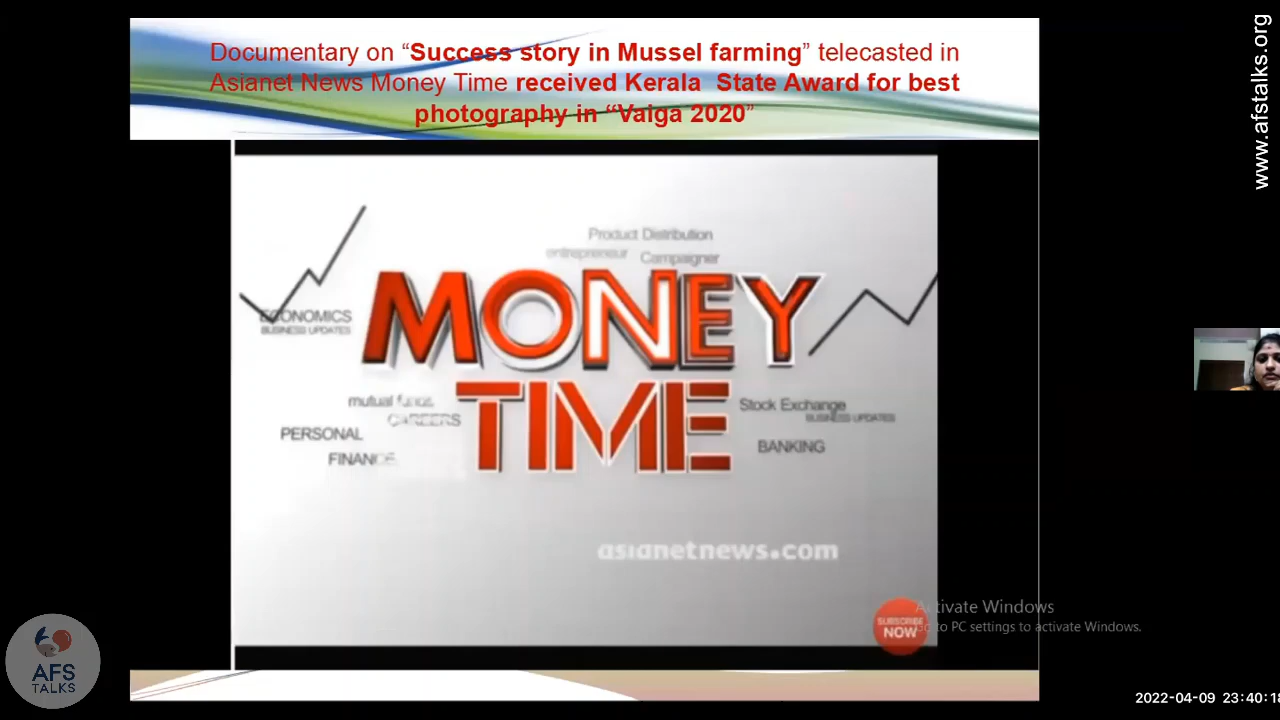 Documentary on “Success story in Mussel farming” telecasted in
Asianet News Money Time received Kerala State Award for best
photography in “Vaiga 2020”
www.afstalks.org
Product Distribution
entrepreneur Campaigner
MONEY
ECONOMICS
BUSINESS UPDATES
TIME
mutual funds
CAREERS
PERSONAL
FINANCE
Stock Exchange
BUSINESS UPDATES
BANKING
asianetnews.com
SUBSCRIBE
NOW
Activate Windows
Go to PC settings to activate Windows.
AFS
TALKS
2022-04-09 23:40:18